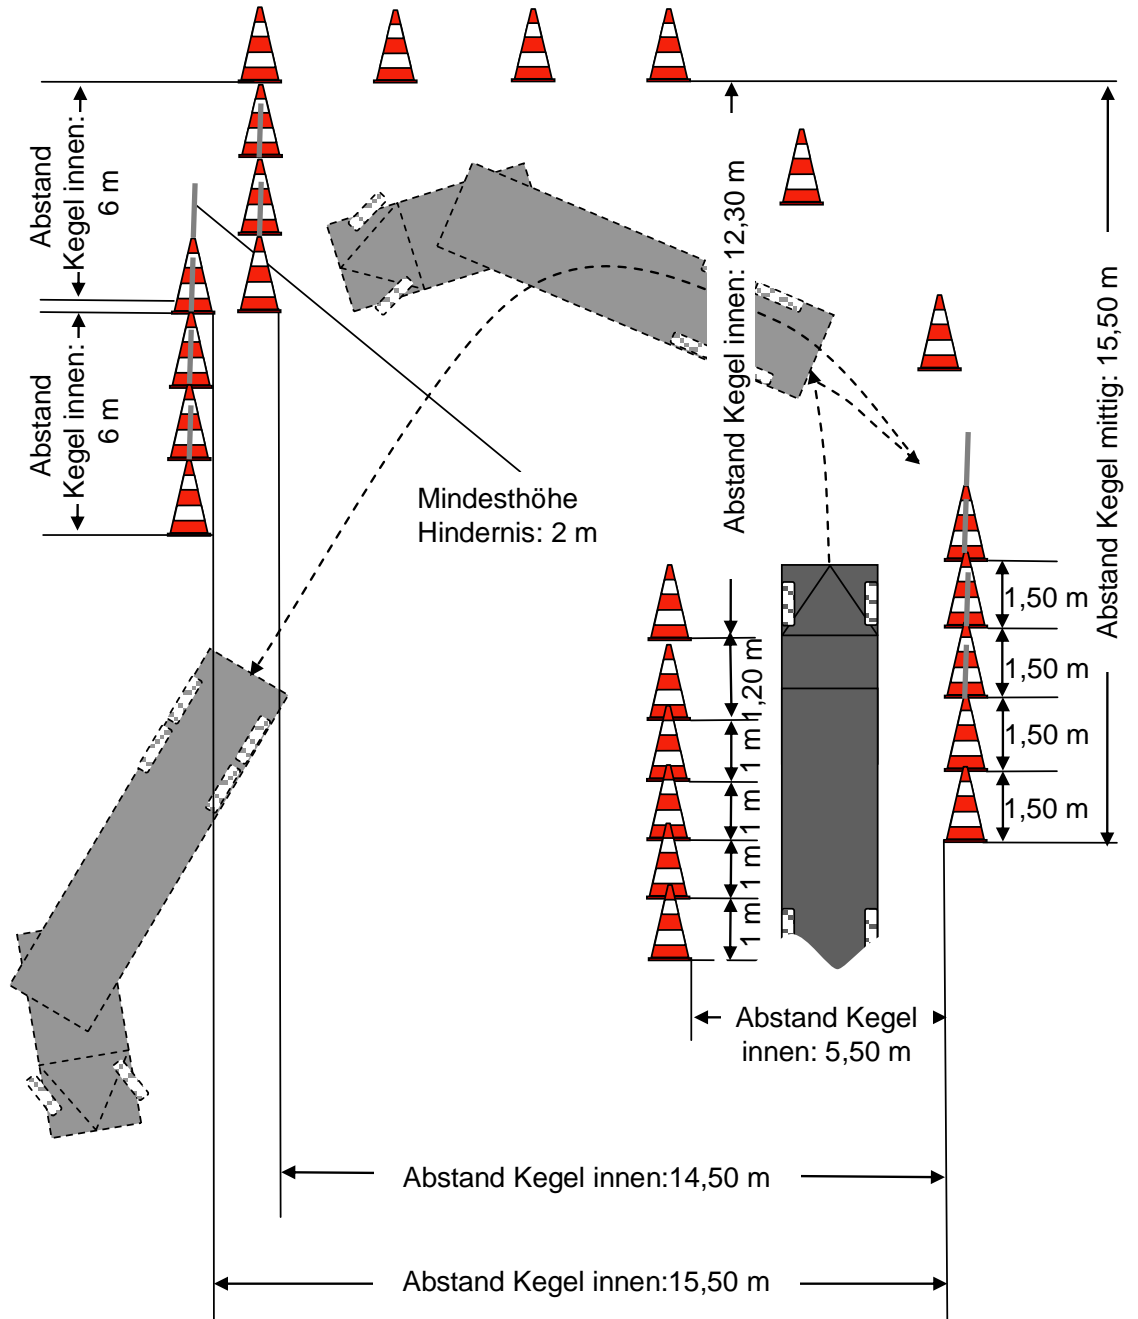 Abstand
Kegel innen:
6 m
Abstand
Kegel innen:
6 m
Mindesthöhe
Hindernis: 2 m
Abstand Kegel innen: 12,30 m
Abstand Kegel mittig: 15,50 m
1,20 m
1 m
1 m
1 m
1 m
1,50 m
1,50 m
1,50 m
1,50 m
Abstand Kegel
innen: 5,50 m
Abstand Kegel innen:14,50 m
Abstand Kegel innen:15,50 m